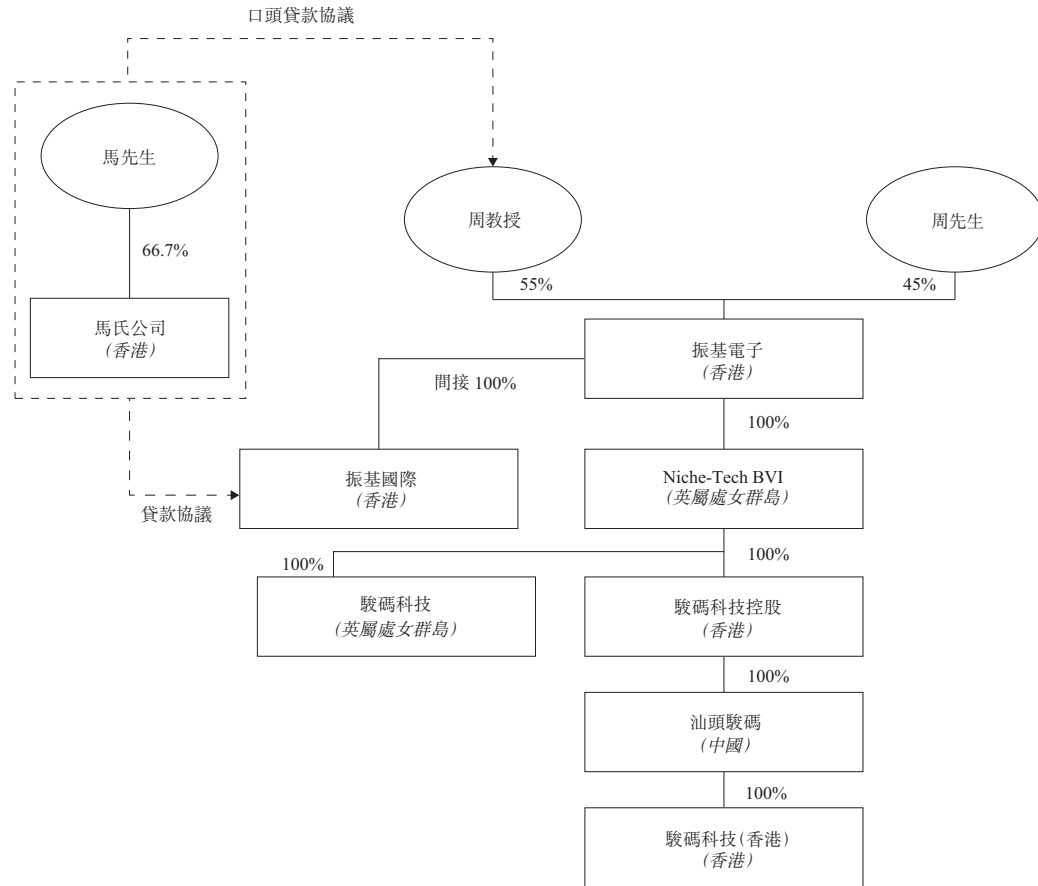 口頭貸款協議
馬先生
66.7%
馬氏公司
(香港)
周教授
周先生
55%
45%
振基電子
(香港)
間接 100%
100%
振基國際
(香港)
貸款協議
Niche-Tech BVI
(英屬處女群島)
100%
100%
駿碼科技
(英屬處女群島)
駿碼科技控股
(香港)
100%
汕頭駿碼
(中國)
100%
駿碼科技(香港)
(香港)